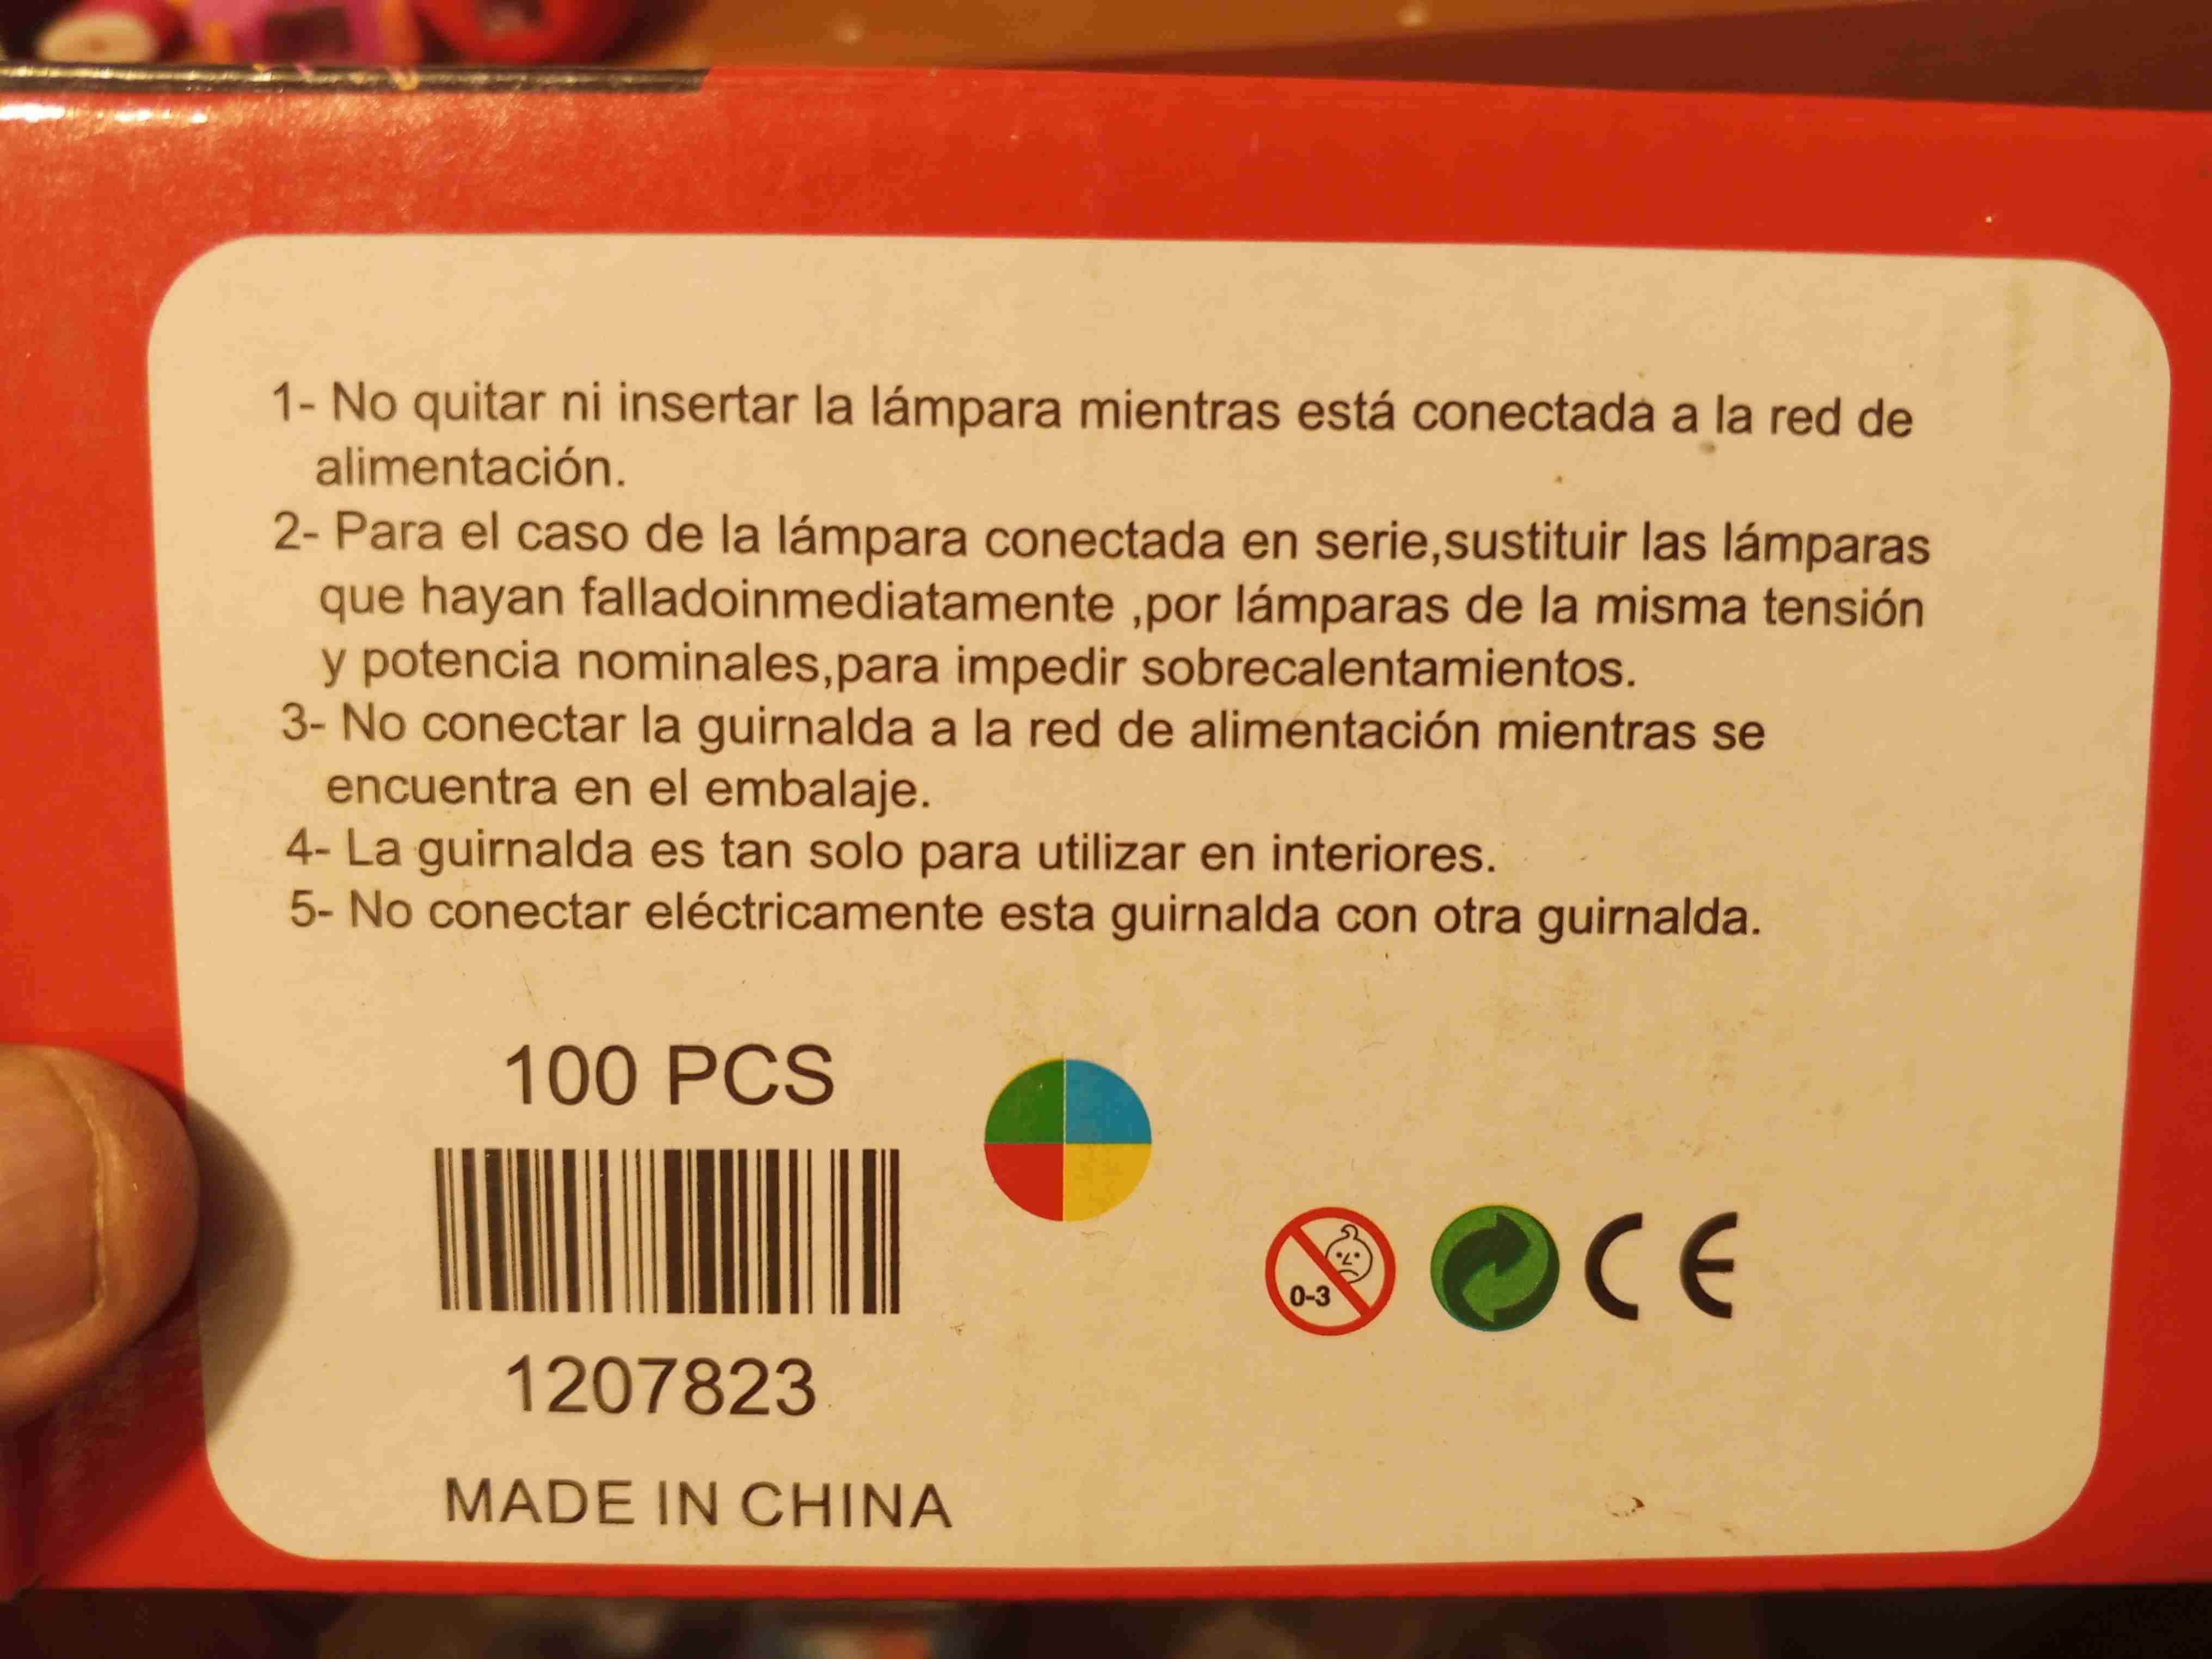 1- No quitar ni insertar la lámpara mientras está conectada a la red de
alimentación.
2- Para el caso de la lámpara conectada en serie,sustituir las lámparas
que hayan falladoinmediatamente ,por lámparas de la misma tensión
y potencia nominales,para impedir sobrecalentamientos.
3- No conectar la guirnalda a la red de alimentación mientras se
encuentra en el embalaje.
4- La guirnalda es tan solo para utilizar en interiores.
5- No conectar eléctricamente esta guirnalda con otra guirnalda.
100 PCS
0-3
CE
1207823
MADE IN CHINA